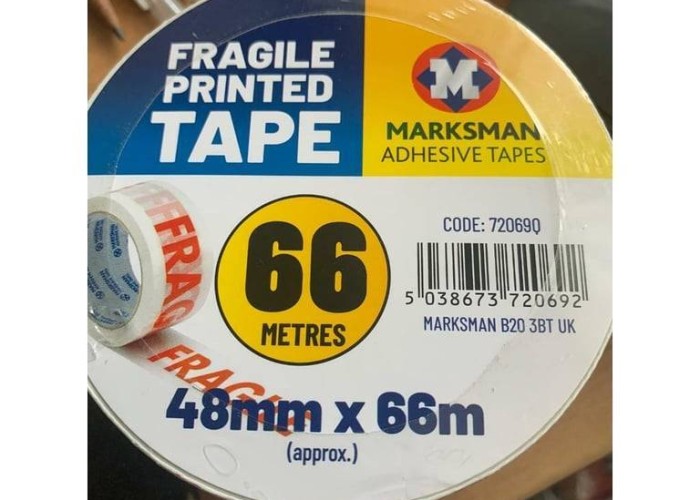 FRAGILE
PRINTED
TAPE
M
MARKSMAN
ADHESIVE TAPES
66
METRES
CODE: 72069Q
5 038673 720692
MARKSMAN B20 3BT UK
FRAG
FRAGILE
48mm x 66m
(approx.)